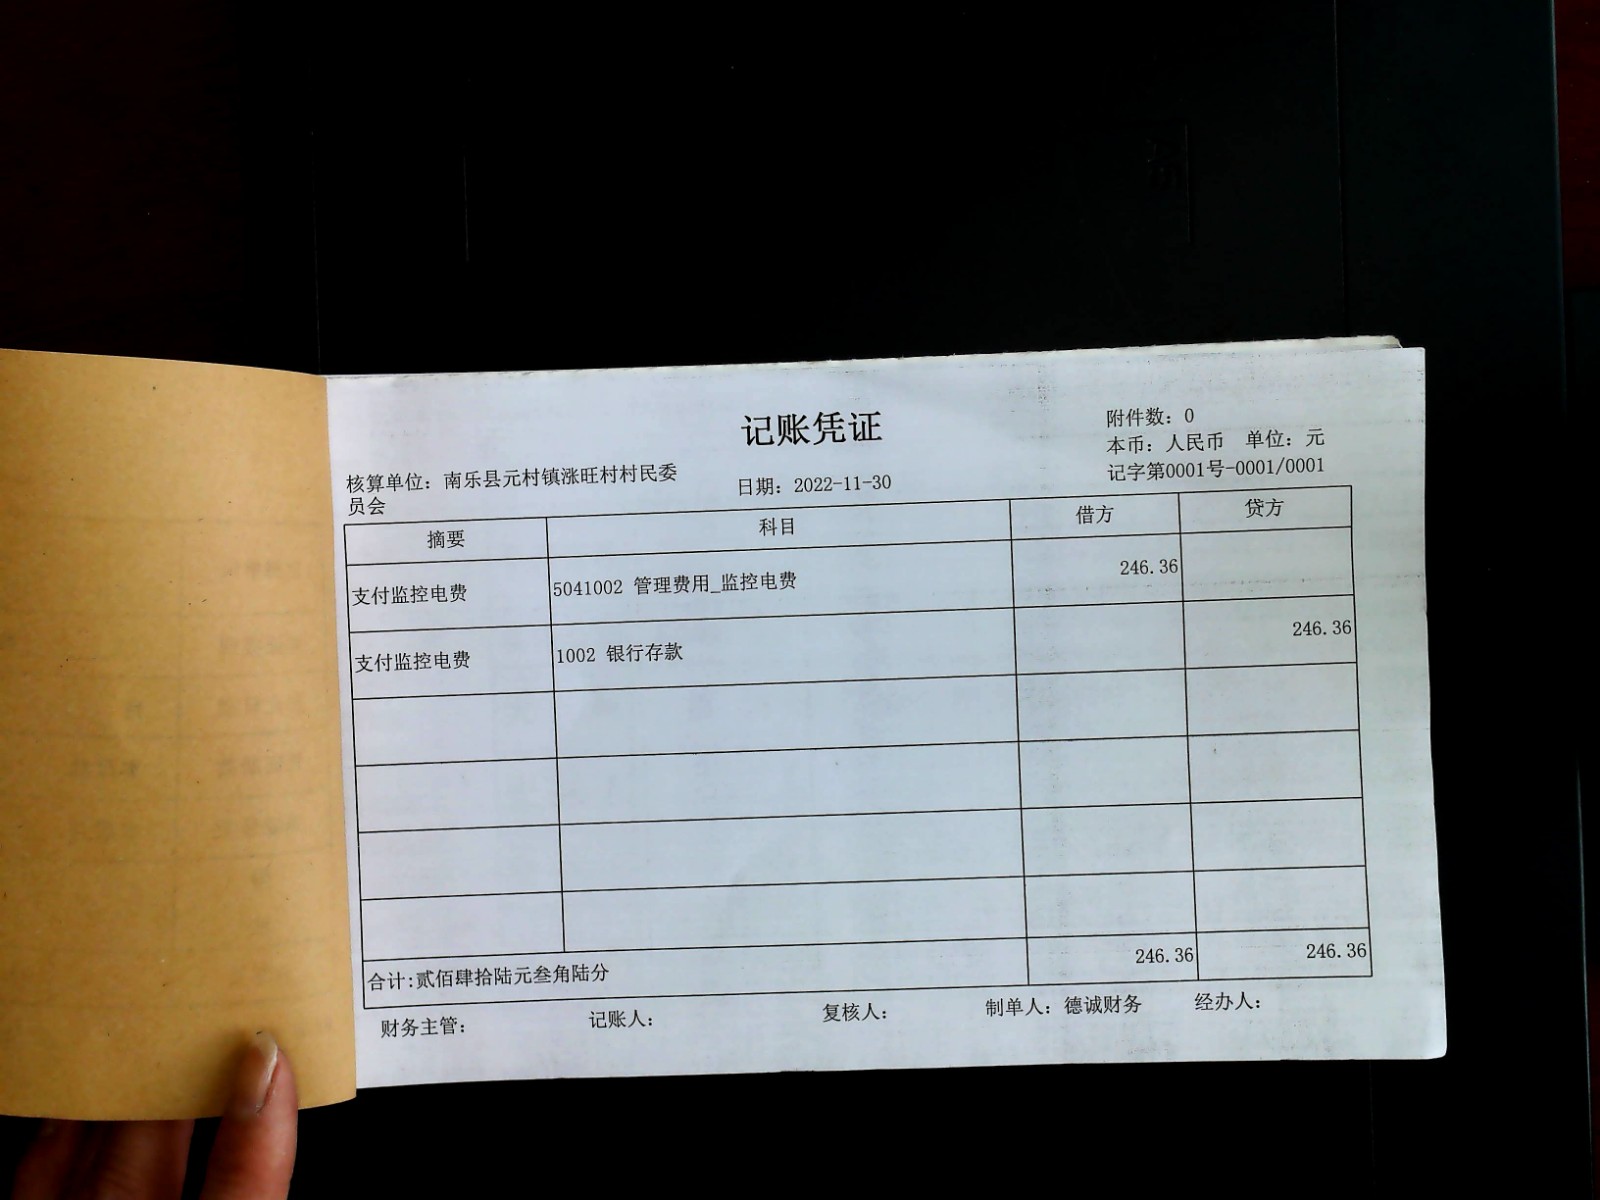 记账凭证
附件数：0
本币：人民币 单位：元
核算单位：南乐县元村镇涨旺村村民委
员会
日期：2022-11-30
记字第0001号-0001/0001
摘要 科目 借方 贷方
支付监控电费 5041002 管理费用_监控电费 246.36
支付监控电费 1002 银行存款 246.36
合计:贰佰肆拾陆元叁角陆分 246.36 246.36
财务主管： 记账人： 复核人： 制单人：德诚财务 经办人：